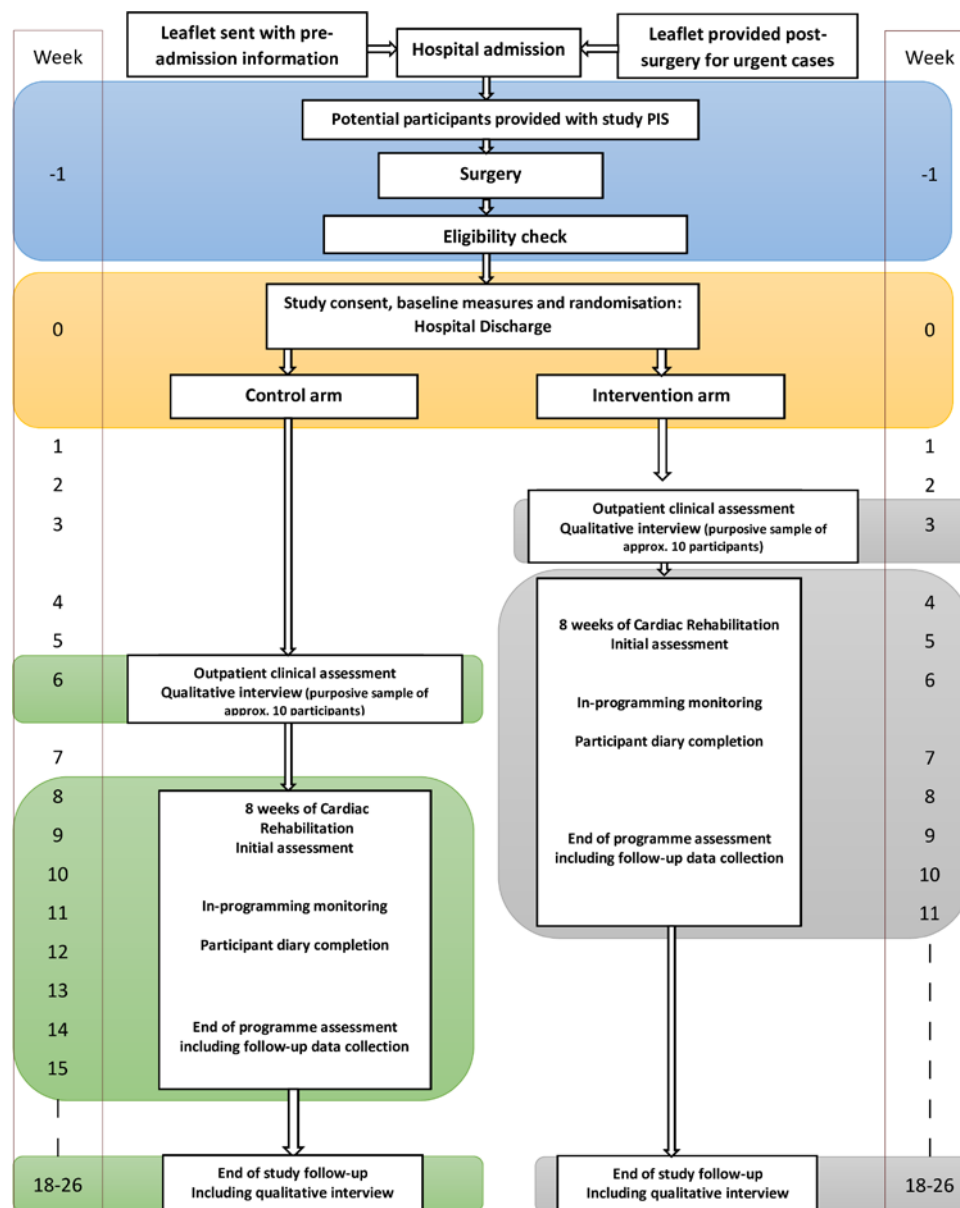 Leaflet sent with pre-
admission information
Hospital admission
Leaflet provided post-
surgery for urgent cases
Week
Week
Potential participants provided with study PIS
-1
Surgery
-1
Eligibility check
Study consent, baseline measures and randomisation:
Hospital Discharge
0
0
Control arm
Intervention arm
1
2
3
4
5
6
7
8
9
10
11
12
13
14
15
18-26
Outpatient clinical assessment
Qualitative interview (purposive sample of
approx. 10 participants)
8 weeks of Cardiac
Rehabilitation
Initial assessment
In-programming monitoring
Participant diary completion
End of programme assessment
including follow-up data collection
End of study follow-up
Including qualitative interview
Outpatient clinical assessment
Qualitative interview (purposive sample of
approx. 10 participants)
8 weeks of Cardiac Rehabilitation
Initial assessment
In-programming monitoring
Participant diary completion
End of programme assessment
including follow-up data collection
End of study follow-up
Including qualitative interview
1
2
3
4
5
6
7
8
9
10
11
18-26